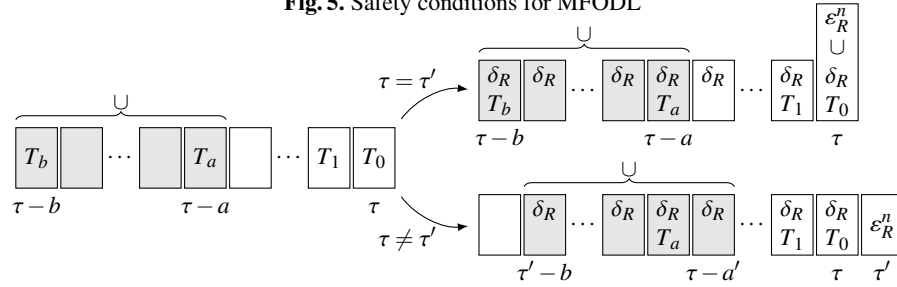 Fig. 5. Safety conditions for MFODL
∪
τ = τ′
δ_R δ_R ⋯ δ_R δ_R δ_R ⋯ δ_R ε_R^n ∪ δ_R
T_b T_a T_1 T_0
τ − b τ − a τ
∪
T_b ⋯ T_a ⋯ T_1 T_0
τ − b τ − a τ
τ ≠ τ′
∪
δ_R ⋯ δ_R δ_R δ_R ⋯ δ_R δ_R ε_R^n
T_a T_1 T_0
τ′ − b τ − a′ τ τ′